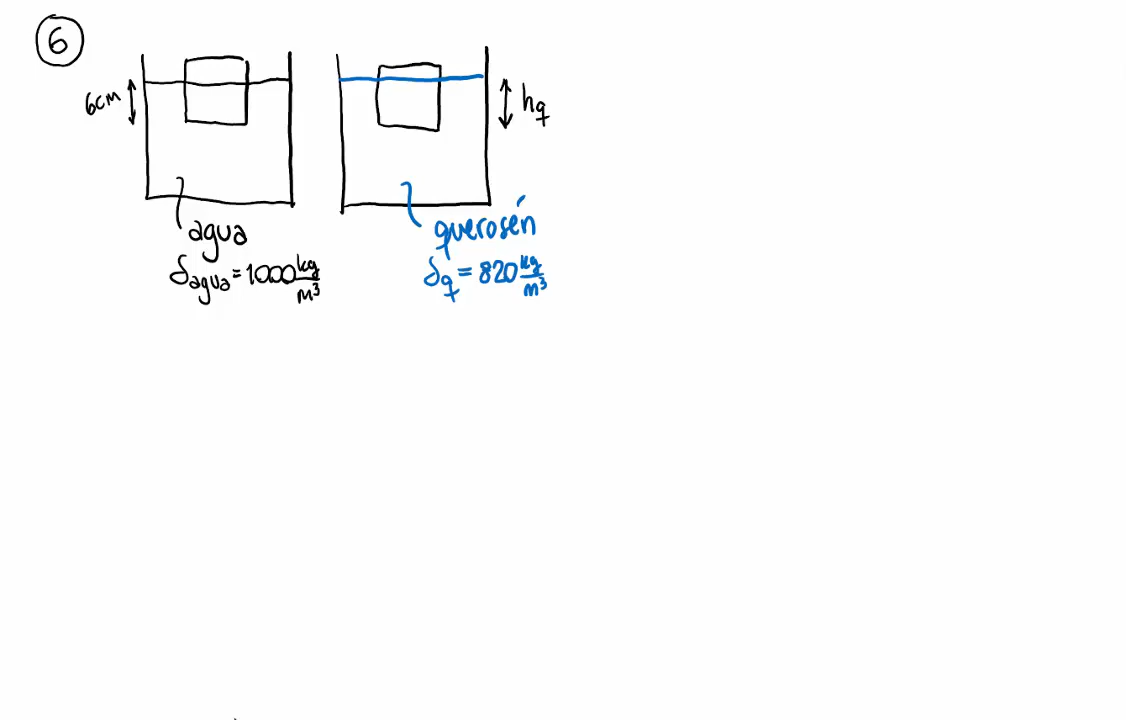 6
6cm
hq
agua
querosén
δagua = 1000 kg/m³
δq = 820 kg/m³